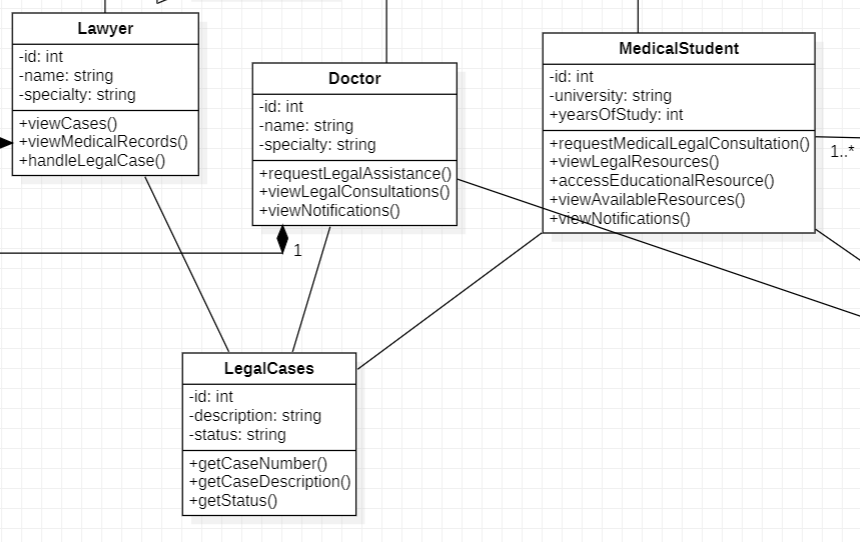 Lawyer
-id: int
-name: string
-specialty: string
+viewCases()
+viewMedicalRecords()
+handleLegalCase()
Doctor
-id: int
-name: string
-specialty: string
+requestLegalAssistance()
+viewLegalConsultations()
+viewNotifications()
1
MedicalStudent
-id: int
-university: string
+yearsOfStudy: int
+requestMedicalLegalConsultation()
+viewLegalResources()
+accessEducationalResource()
+viewAvailableResources()
+viewNotifications()
1..*
LegalCases
-id: int
-description: string
-status: string
+getCaseNumber()
+getCaseDescription()
+getStatus()